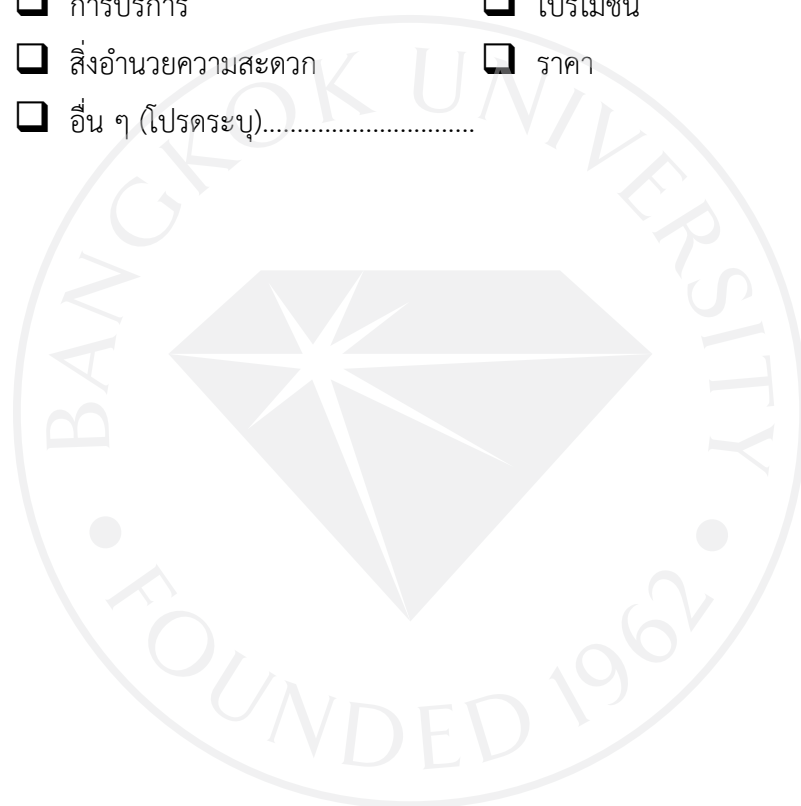 การบริการ โปรโมชั่น
สิ่งอำนวยความสะดวก ราคา
อื่น ๆ (โปรดระบุ)...............................
BANGKOK UNIVERSITY
FOUNDED 1962